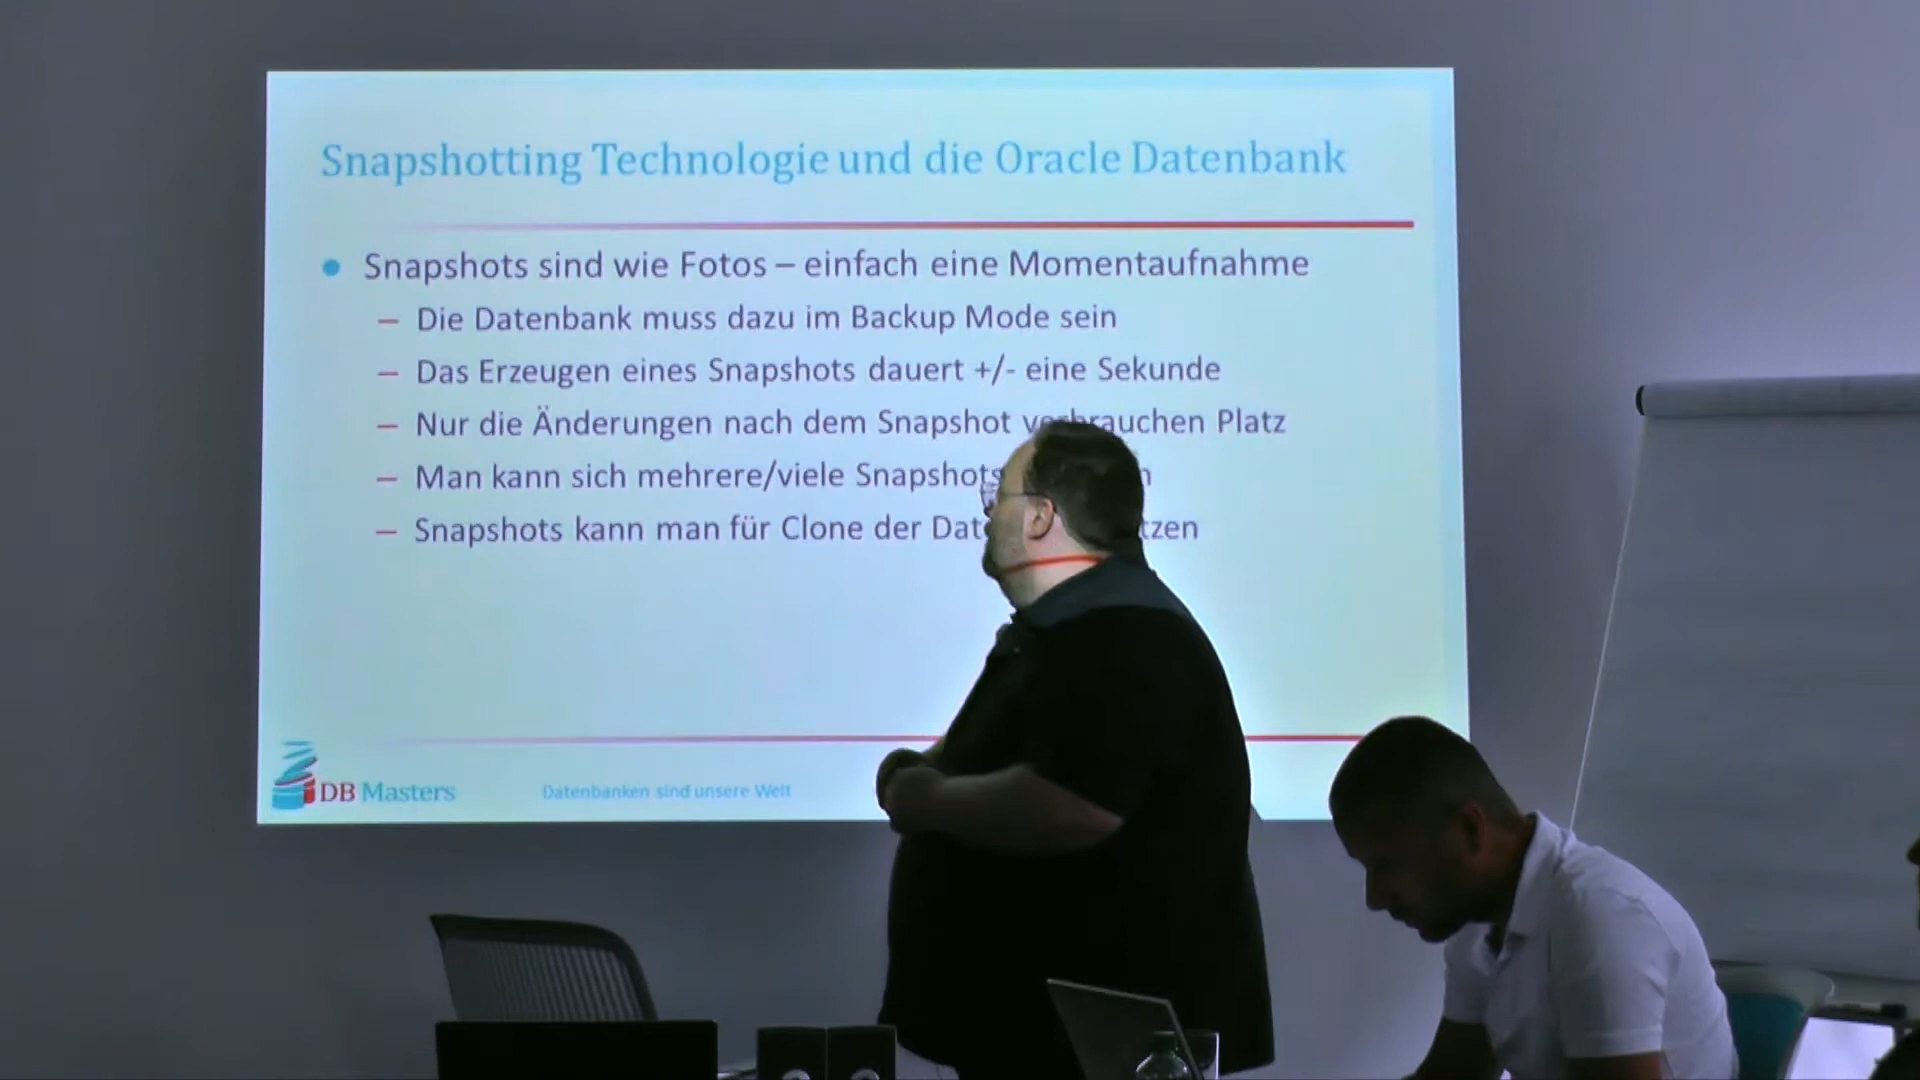 Snapshotting Technologie und die Oracle Datenbank
Snapshots sind wie Fotos – einfach eine Momentaufnahme
– Die Datenbank muss dazu im Backup Mode sein
– Das Erzeugen eines Snapshots dauert +/- eine Sekunde
– Nur die Änderungen nach dem Snapshot verbrauchen Platz
– Man kann sich mehrere/viele Snapshots
– Snapshots kann man für Clone der
DB Masters
Datenbanken sind unsere Welt